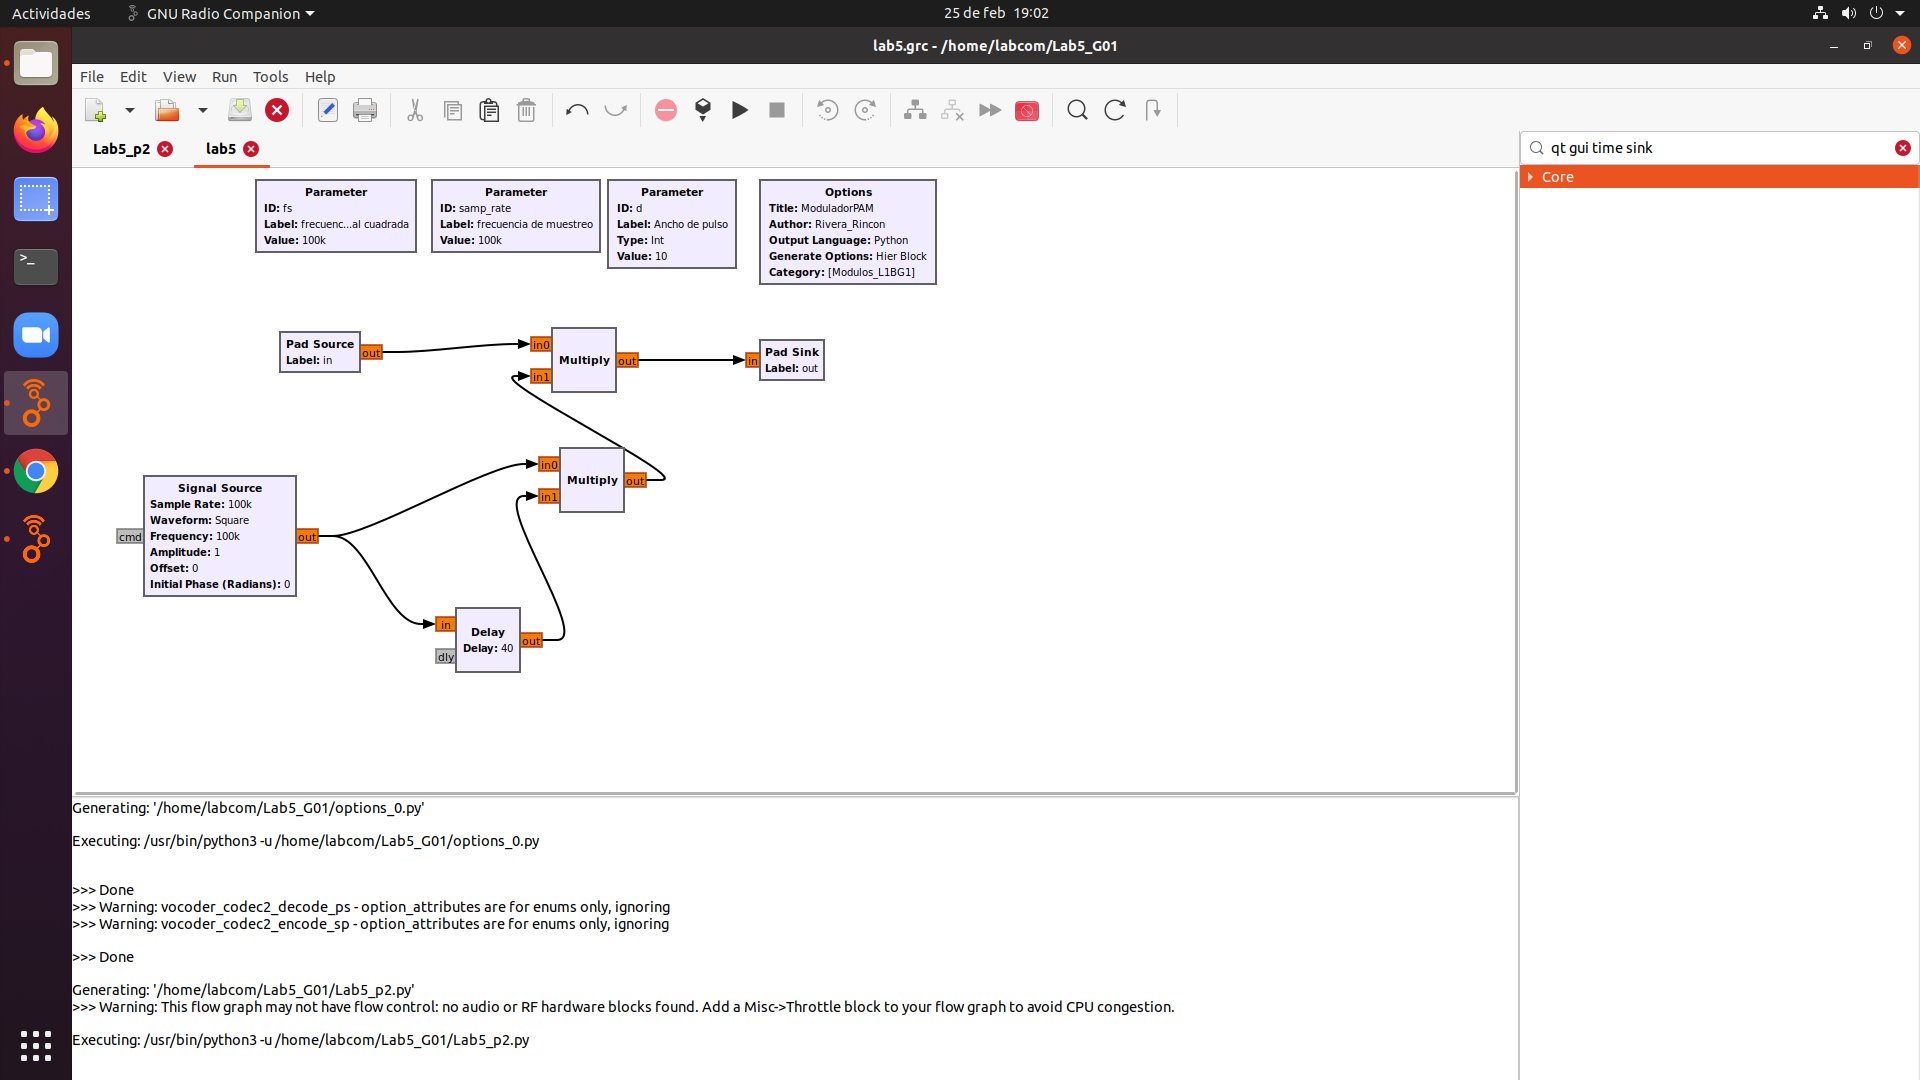 Actividades
GNU Radio Companion
25 de feb 19:02
lab5.grc - /home/labcom/Lab5_G01
File Edit View Run Tools Help
Lab5_p2
lab5
qt gui time sink
Core
Parameter
ID: fs
Label: frecuenc...al cuadrada
Value: 100k
Parameter
ID: samp_rate
Label: frecuencia de muestreo
Value: 100k
Parameter
ID: d
Label: Ancho de pulso
Type: Int
Value: 10
Options
Title: ModuladorPAM
Author: Rivera_Rincon
Output Language: Python
Generate Options: Hier Block
Category: [Modulos_L1BG1]
Pad Source
Label: in
out
in0
in1
Multiply
out
in
Pad Sink
Label: out
in0
in1
Multiply
out
cmd
Signal Source
Sample Rate: 100k
Waveform: Square
Frequency: 100k
Amplitude: 1
Offset: 0
Initial Phase (Radians): 0
out
in
dly
Delay
Delay: 40
out
Generating: '/home/labcom/Lab5_G01/options_0.py'
Executing: /usr/bin/python3 -u /home/labcom/Lab5_G01/options_0.py
>>> Done
>>> Warning: vocoder_codec2_decode_ps - option_attributes are for enums only, ignoring
>>> Warning: vocoder_codec2_encode_sp - option_attributes are for enums only, ignoring
>>> Done
Generating: '/home/labcom/Lab5_G01/Lab5_p2.py'
>>> Warning: This flow graph may not have flow control: no audio or RF hardware blocks found. Add a Misc->Throttle block to your flow graph to avoid CPU congestion.
Executing: /usr/bin/python3 -u /home/labcom/Lab5_G01/Lab5_p2.py